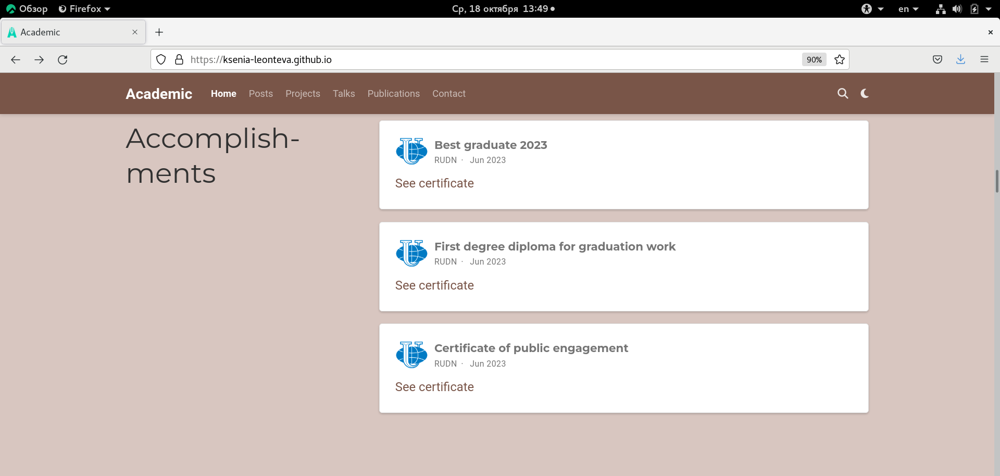 Обзор Firefox Ср, 18 октября 13:49 en
Academic
https://ksenia-leonteva.github.io 90%
Academic Home Posts Projects Talks Publications Contact
Accomplish-
ments
Best graduate 2023
RUDN · Jun 2023
See certificate
First degree diploma for graduation work
RUDN · Jun 2023
See certificate
Certificate of public engagement
RUDN · Jun 2023
See certificate